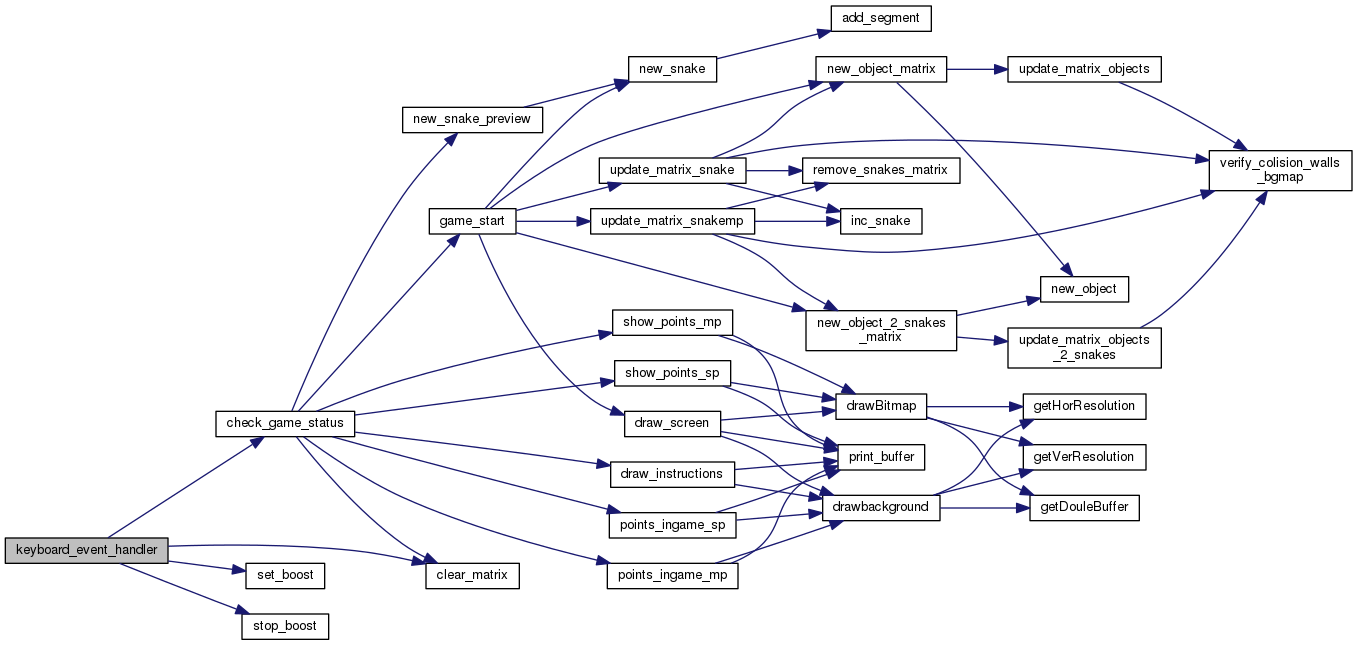 add_segment
new_snake
new_object_matrix
update_matrix_objects
new_snake_preview
verify_colision_walls
_bgmap
update_matrix_snake
remove_snakes_matrix
game_start
update_matrix_snakemp
inc_snake
new_object
show_points_mp
new_object_2_snakes
_matrix
update_matrix_objects
_2_snakes
show_points_sp
drawBitmap
getHorResolution
check_game_status
draw_screen
print_buffer
getVerResolution
draw_instructions
drawbackground
getDouleBuffer
points_ingame_sp
keyboard_event_handler
set_boost
clear_matrix
points_ingame_mp
stop_boost